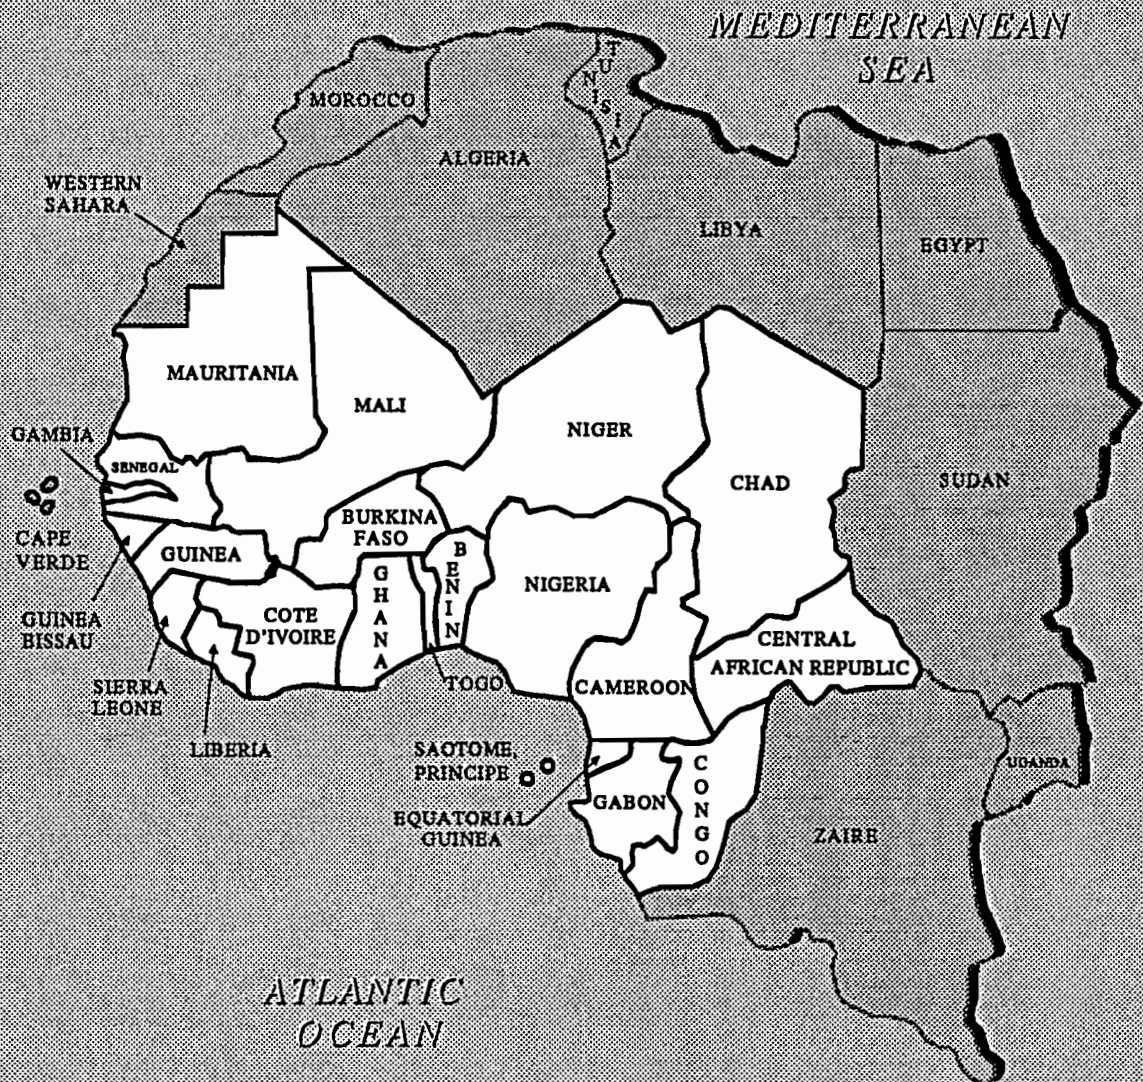 MEDITERRANEAN
SEA
MOROCCO
TUNISIA
ALGERIA
WESTERN
SAHARA
LIBYA
EGYPT
MAURITANIA
MALI
NIGER
CHAD
SUDAN
GAMBIA
SENEGAL
CAPE
VERDE
BURKINA
FASO
GUINEA
BENIN
GHANA
NIGERIA
GUINEA
BISSAU
COTE
D'IVOIRE
CENTRAL
AFRICAN REPUBLIC
SIERRA
LEONE
TOGO
CAMEROON
LIBERIA
SAOTOME,
PRINCIPE
CONGO
UGANDA
GABON
EQUATORIAL
GUINEA
ZAIRE
ATLANTIC
OCEAN